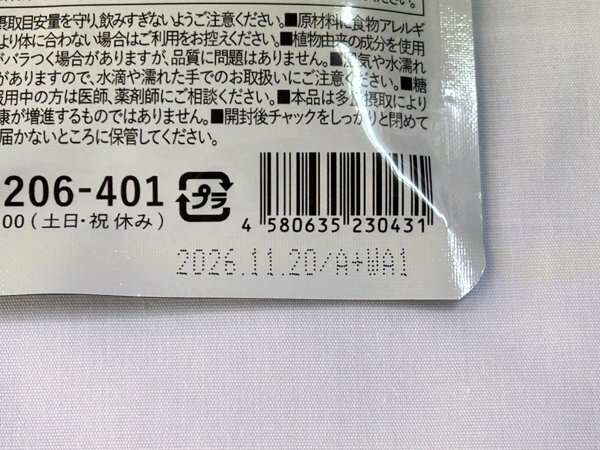 摂取目安量を守り、飲みすぎないようご注意ください。■原材料に食物アレルギ
より体に合わない場合はご利用をお控えください。■植物由来の成分を使用
がバラつく場合がありますが、品質に問題はありません。■湿気や水濡れ
がありますので、水滴や濡れた手でのお取扱いにご注意ください。■糖
服用中の方は医師、薬剤師にご相談ください。■本品は多量摂取により
康が増進するものではありません。■開封後チャックをしっかりと閉めて
届かないところに保管してください。
206-401
プラ
00（土日・祝 休み）
4 580635 230431
2026.11.20/A+WA1